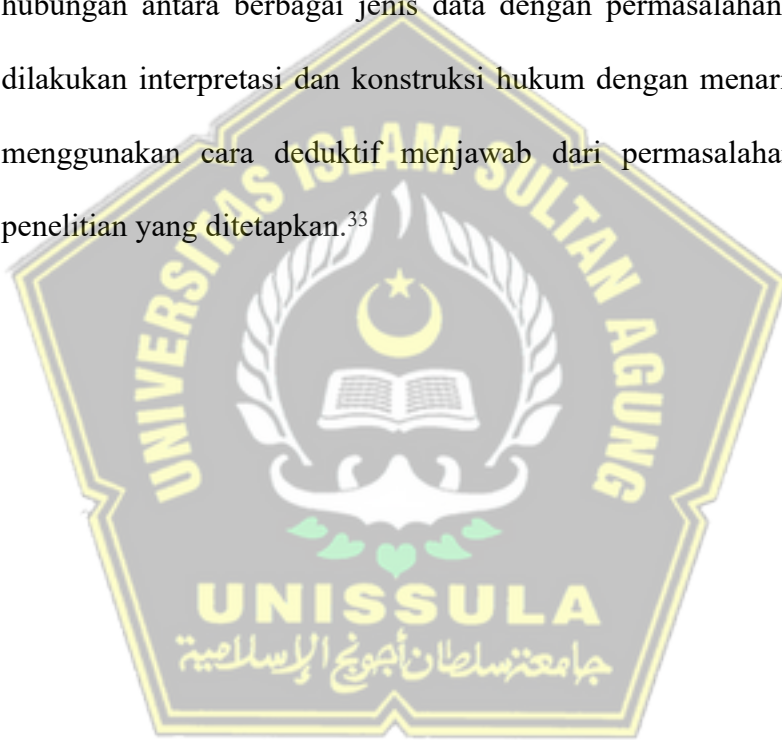 hubungan antara berbagai jenis data dengan permasalahan
dilakukan interpretasi dan konstruksi hukum dengan menari
menggunakan cara deduktif menjawab dari permasalaha
penelitian yang ditetapkan.³³
UNIVERSITAS ISLAM SULTAN AGUNG
UNISSULA
جامعة سلطان أجونج الإسلامية